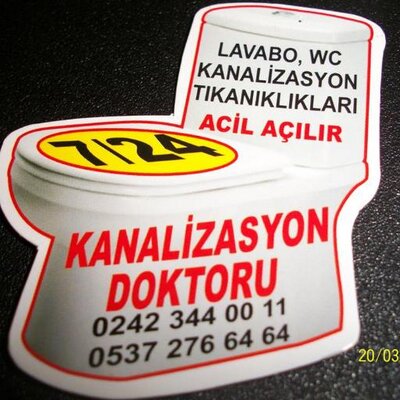 LAVABO, WC
KANALİZASYON
TIKANIKLIKLARI
ACİL AÇILIR
7/24
KANALİZASYON
DOKTORU
0242 344 00 11
0537 276 64 64
20/03